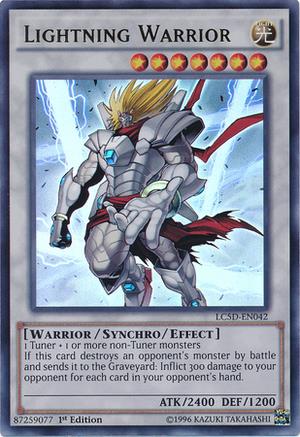 LIGHTNING WARRIOR
LIGHT
光
LC5D-EN042
[WARRIOR / SYNCHRO/EFFECT]
1 Tuner + 1 or more non-Tuner monsters
If this card destroys an opponent's monster by battle
and sends it to the Graveyard: Inflict 300 damage to your
opponent for each card in your opponent's hand.
ATK/2400 DEF/1200
87259077 1st Edition ©1996 KAZUKI TAKAHASHI